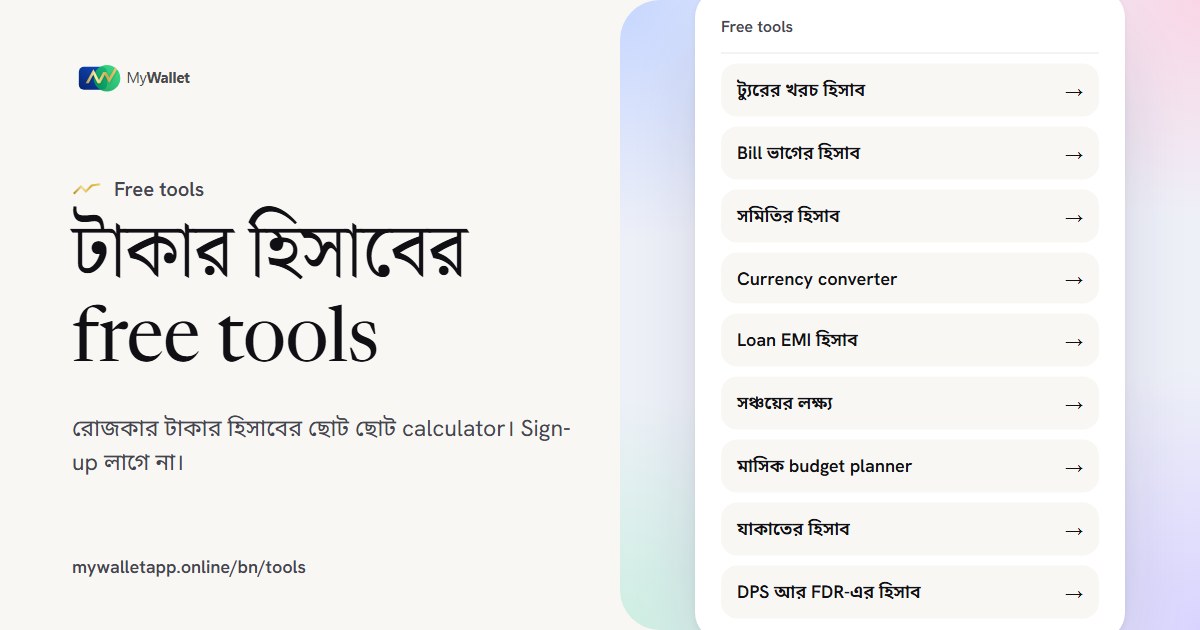 MyWallet
Free tools
টাকার হিসাবের
free tools
রোজকার টাকার হিসাবের ছোট ছোট calculator। Sign-
up লাগে না।
mywalletapp.online/bn/tools
Free tools
ট্যুরের খরচ হিসাব →
Bill ভাগের হিসাব →
সমিতির হিসাব →
Currency converter →
Loan EMI হিসাব →
সঞ্চয়ের লক্ষ্য →
মাসিক budget planner →
যাকাতের হিসাব →
DPS আর FDR-এর হিসাব →